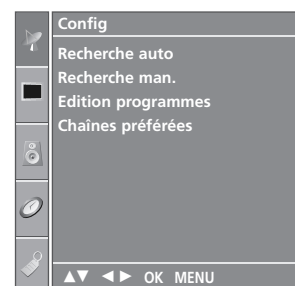 Config
Recherche auto
Recherche man.
Edition programmes
Chaînes préférées
▲▼ ◄► OK MENU